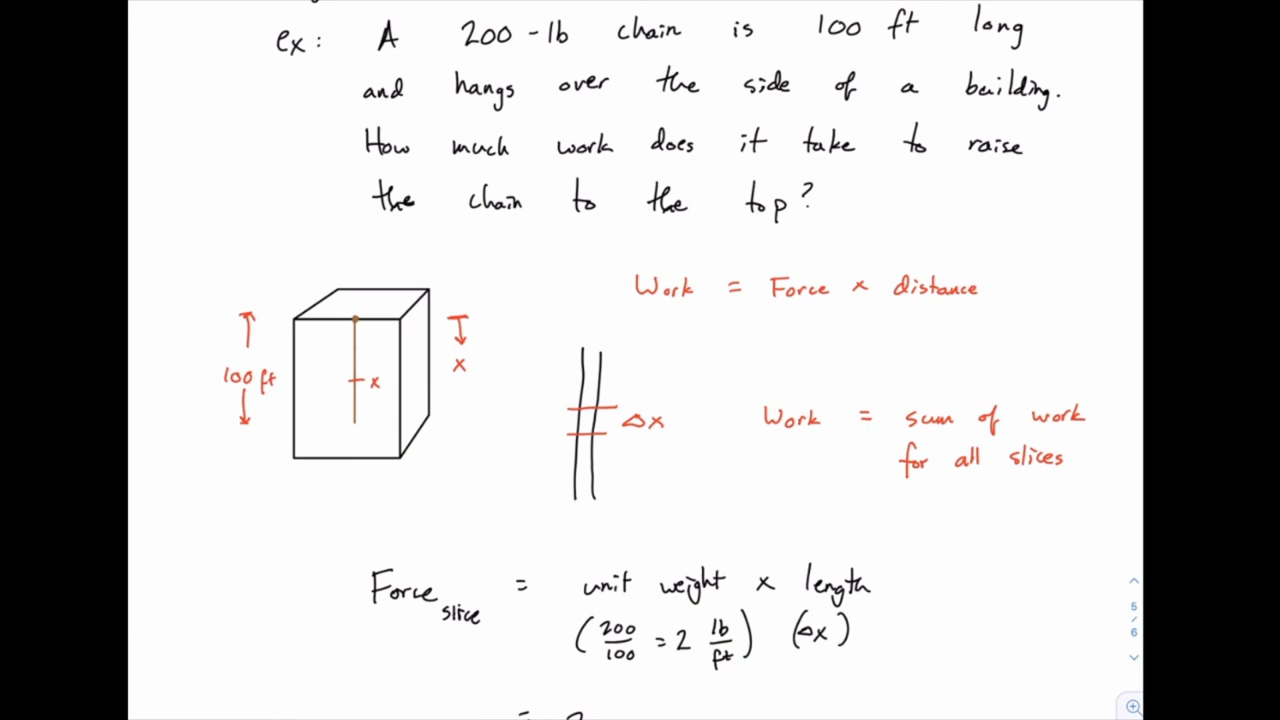 ex: A 200-lb chain is 100 ft long
and hangs over the side of a building.
How much work does it take to raise
the chain to the top?
Work = Force × distance
100 ft
x
x
Δx
Work = sum of work
for all slices
Force slice = unit weight × length
(200/100 = 2 lb/ft) (Δx)
=
5
/
6